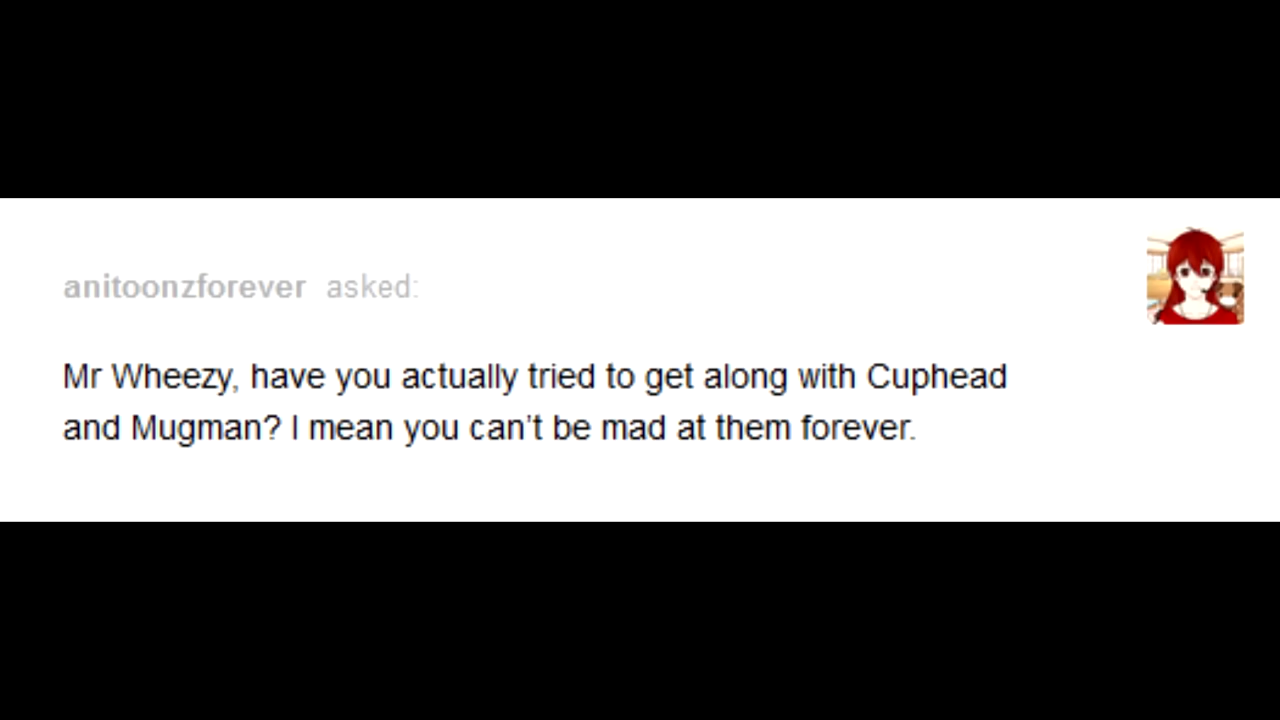 anitoonzforever asked:
Mr Wheezy, have you actually tried to get along with Cuphead
and Mugman? I mean you can’t be mad at them forever.